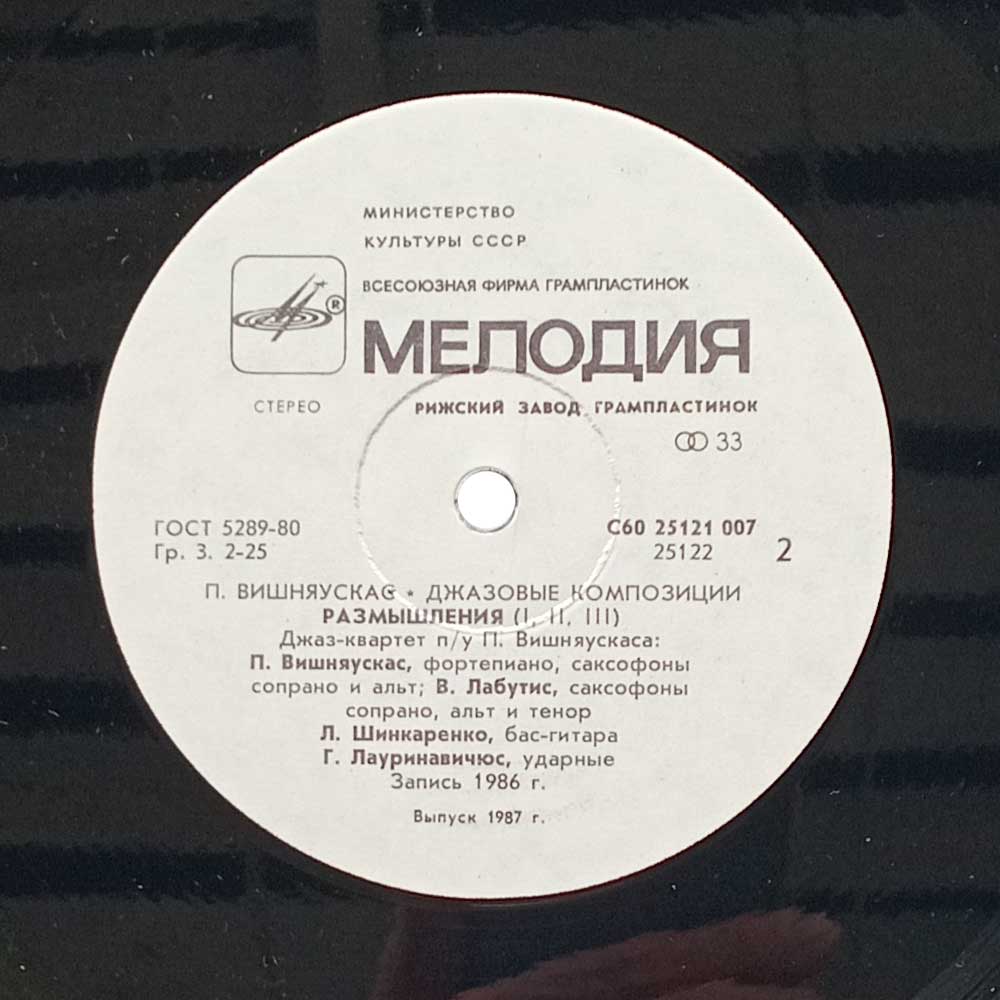 МИНИСТЕРСТВО
КУЛЬТУРЫ СССР
ВСЕСОЮЗНАЯ ФИРМА ГРАМПЛАСТИНОК
®
МЕЛОДИЯ
СТЕРЕО
РИЖСКИЙ ЗАВОД ГРАМПЛАСТИНОК
33
ГОСТ 5289-80
Гр. 3. 2-25
С60 25121 007
25122
2
П. ВИШНЯУСКАС ⋆ ДЖАЗОВЫЕ КОМПОЗИЦИИ
РАЗМЫШЛЕНИЯ (I, II, III)
Джаз-квартет п/у П. Вишняускаса:
П. Вишняускас, фортепиано, саксофоны
сопрано и альт; В. Лабутис, саксофоны
сопрано, альт и тенор
Л. Шинкаренко, бас-гитара
Г. Лауринавичюс, ударные
Запись 1986 г.
Выпуск 1987 г.